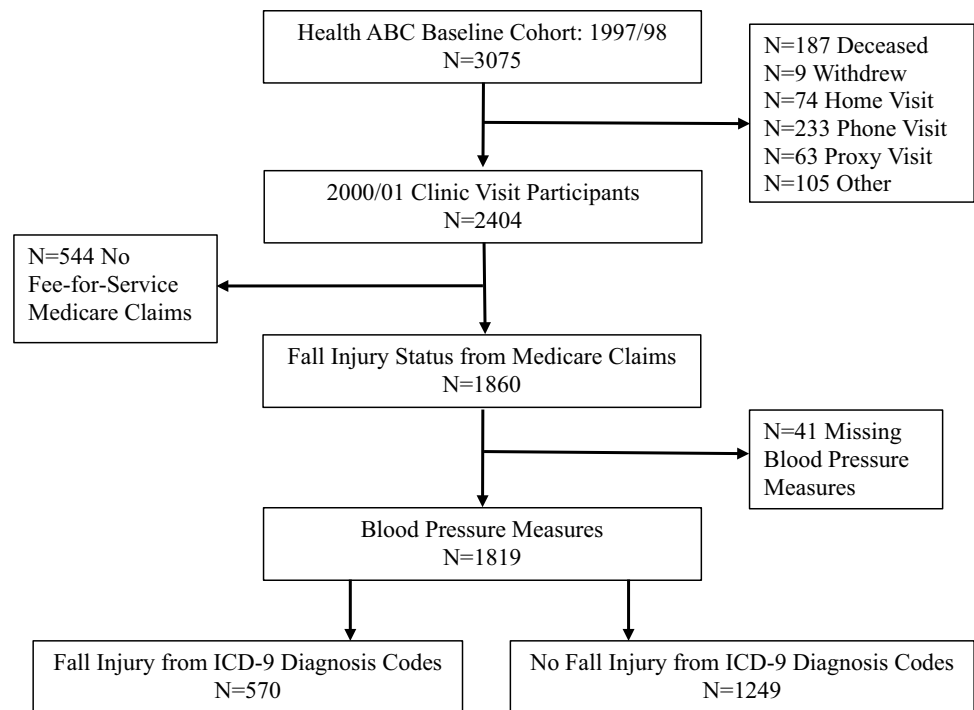 Health ABC Baseline Cohort: 1997/98
N=3075
N=187 Deceased
N=9 Withdrew
N=74 Home Visit
N=233 Phone Visit
N=63 Proxy Visit
N=105 Other
2000/01 Clinic Visit Participants
N=2404
N=544 No
Fee-for-Service
Medicare Claims
Fall Injury Status from Medicare Claims
N=1860
N=41 Missing
Blood Pressure
Measures
Blood Pressure Measures
N=1819
Fall Injury from ICD-9 Diagnosis Codes
N=570
No Fall Injury from ICD-9 Diagnosis Codes
N=1249